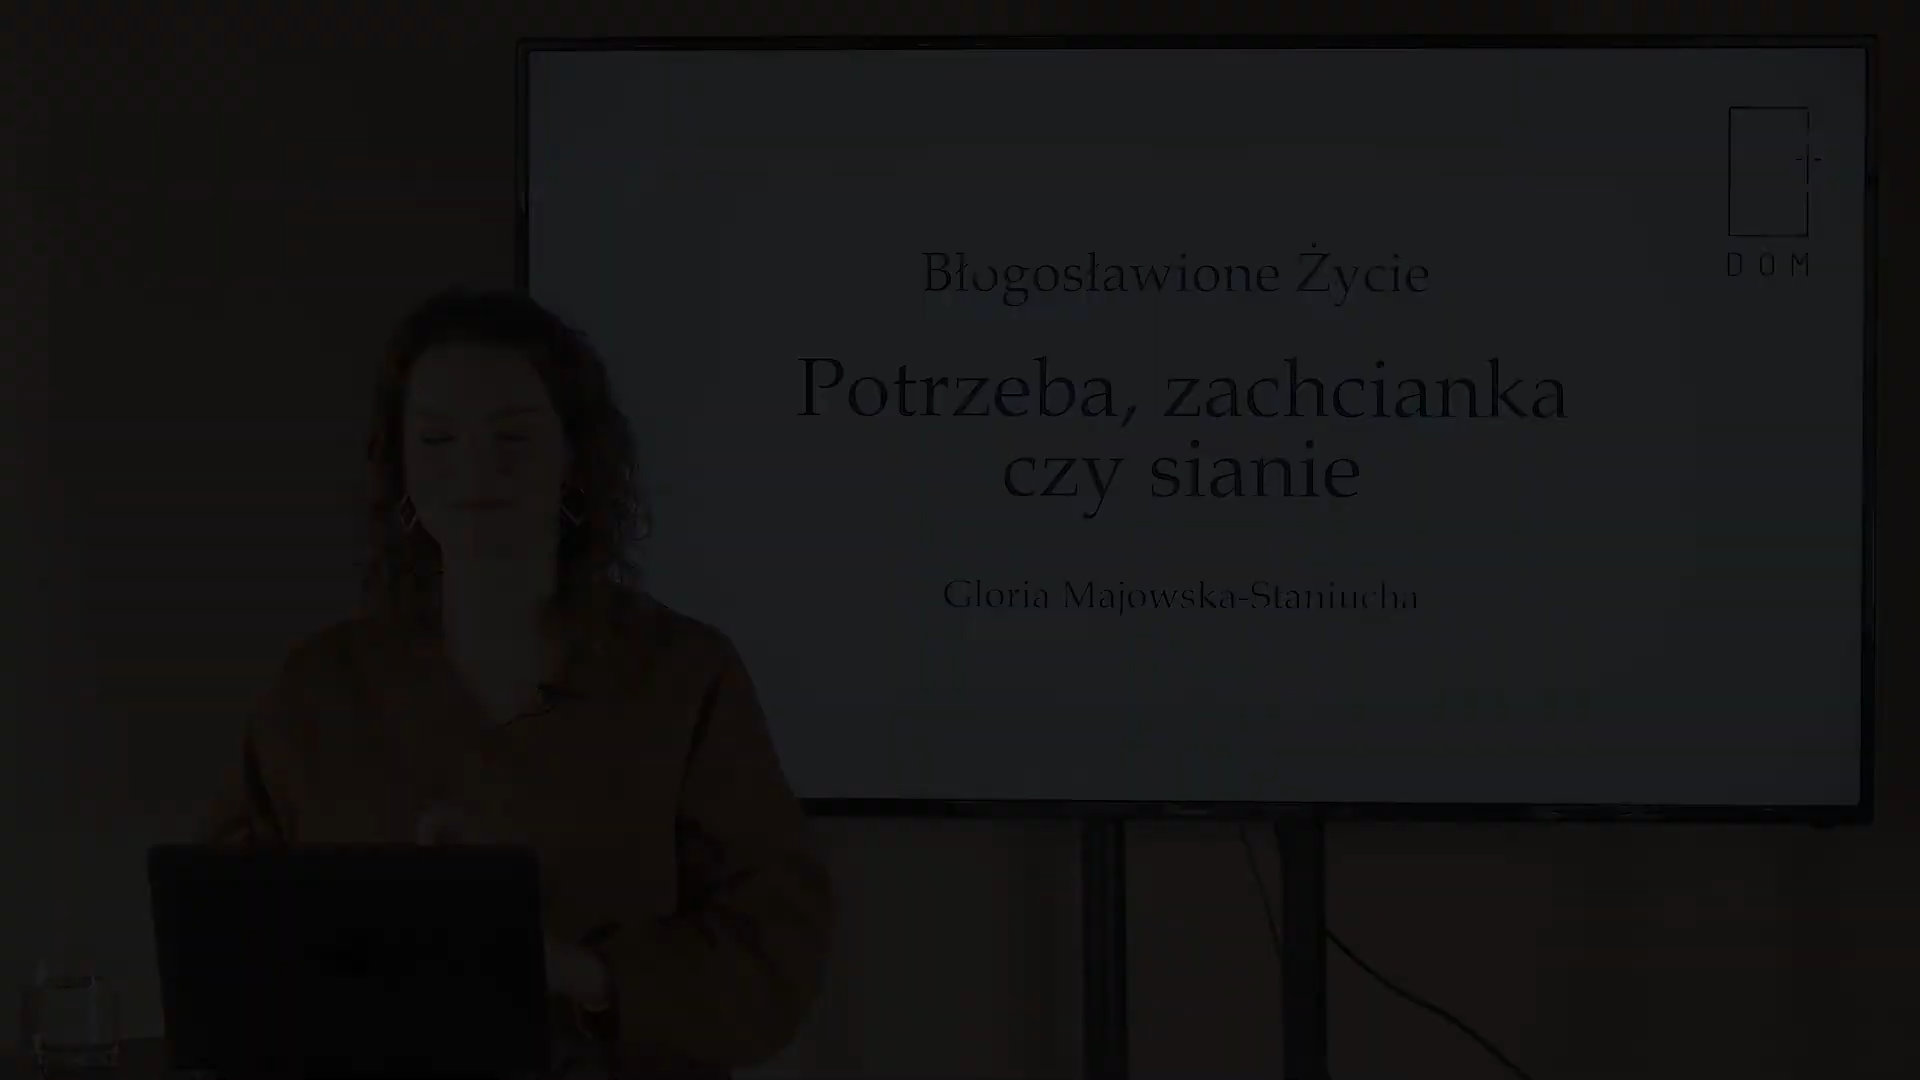 Błogosławione Życie
Potrzeba, zachcianka
czy sianie
Gloria Majowska-Staniucha
DOM